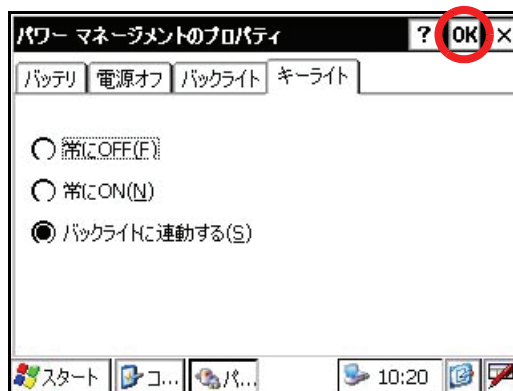 パワー マネージメントのプロパティ ? OK ×
バッテリ 電源オフ バックライト キーライト
常にOFF(F)
常にON(N)
バックライトに連動する(S)
スタート コ... パ... 10:20